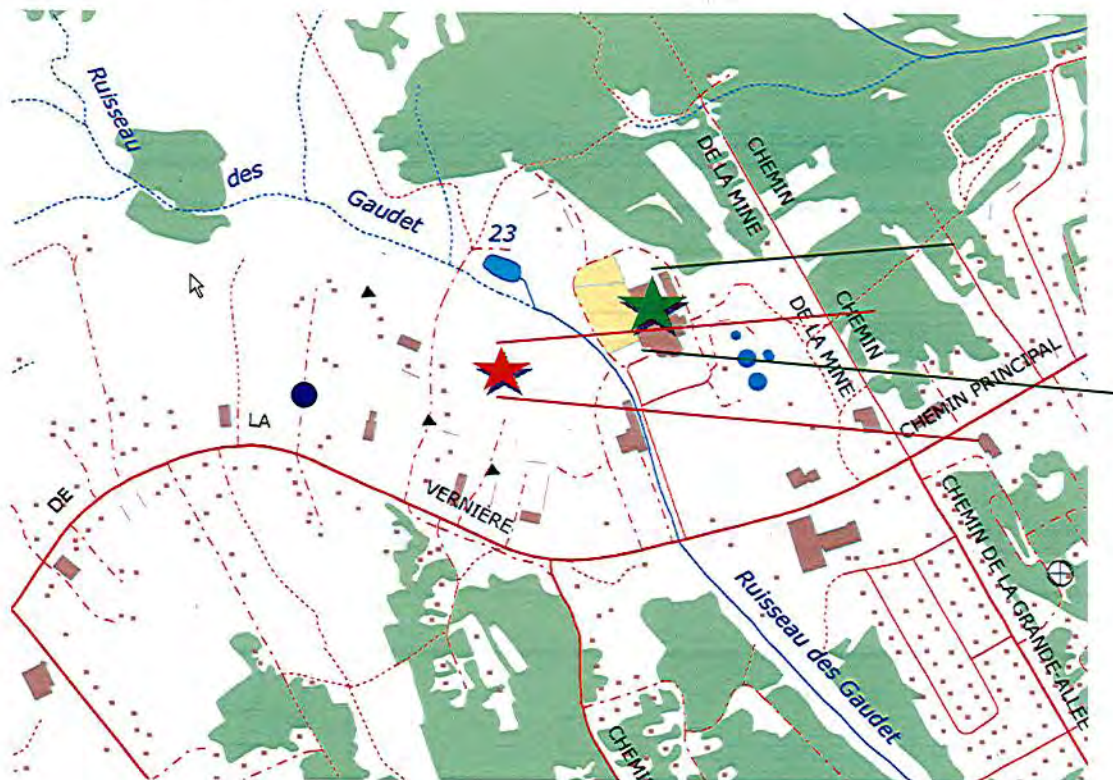 Ruisseau
des
Gaudet
23
CHEMIN
DE LA MINE
CHEMIN
DE LA MINE
CHEMIN PRINCIPAL
LA
DE
VERNIÈRE
CHEMIN DE LA GRANDE-ALLÉE
Ruisseau des Gaudet
CHEMIN